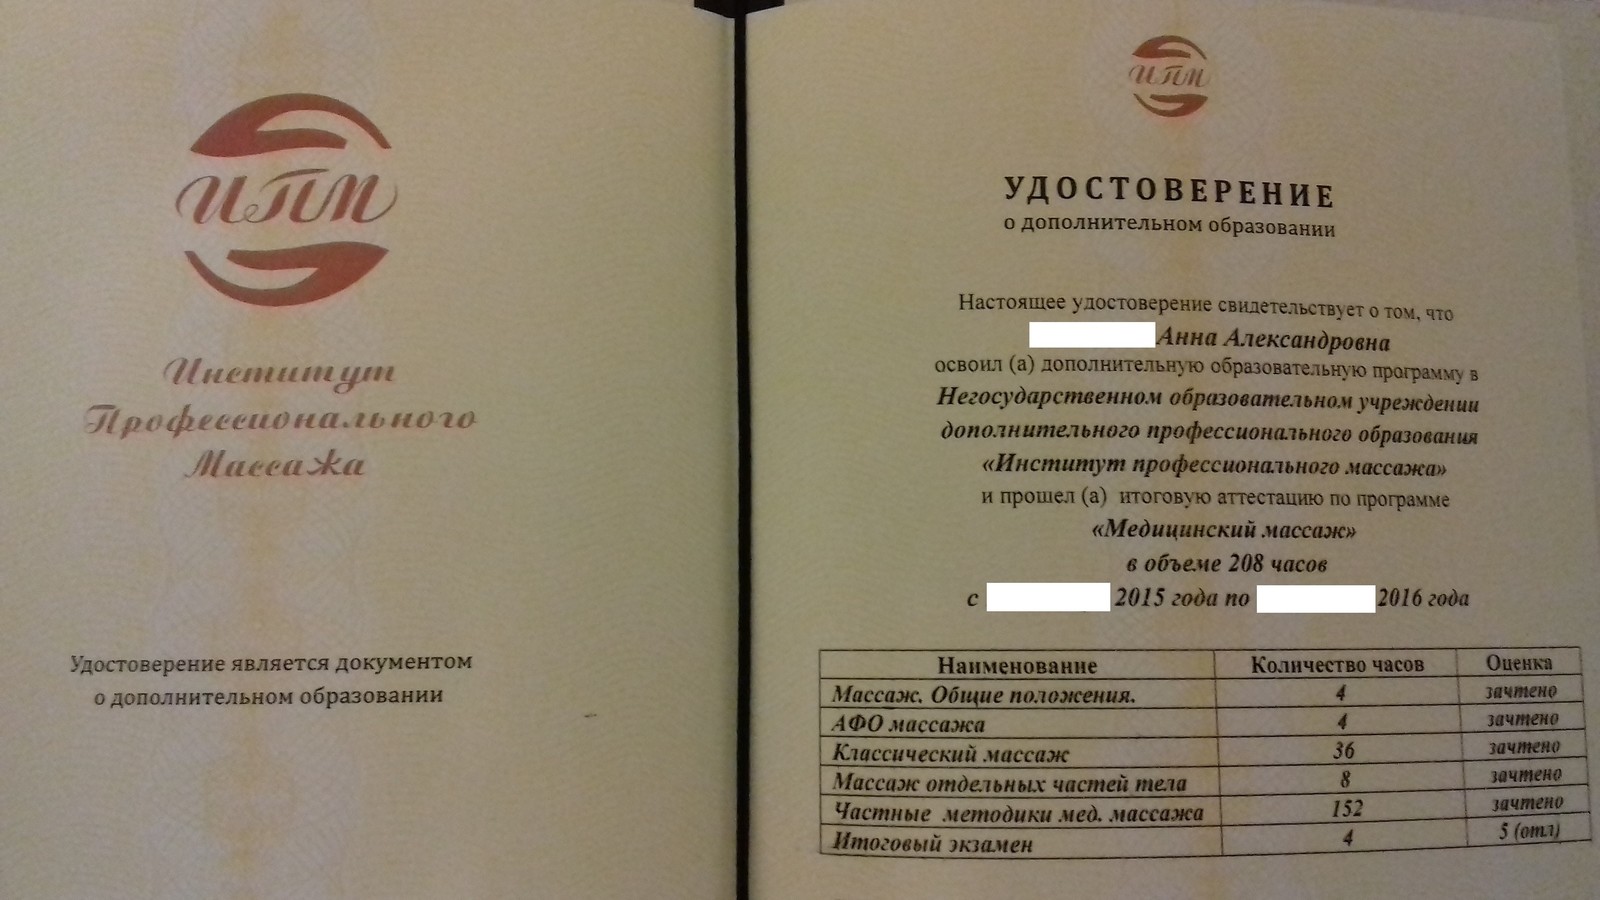 ИПМ
Институт
Профессионального
Массажа
Удостоверение является документом
о дополнительном образовании
ИПМ
УДОСТОВЕРЕНИЕ
о дополнительном образовании
Настоящее удостоверение свидетельствует о том, что
Анна Александровна
освоил (а) дополнительную образовательную программу в
Негосударственном образовательном учреждении
дополнительного профессионального образования
«Институт профессионального массажа»
и прошел (а) итоговую аттестацию по программе
«Медицинский массаж»
в объеме 208 часов
с 2015 года по 2016 года
Наименование Количество часов Оценка
Массаж. Общие положения. 4 зачтено
АФО массажа 4 зачтено
Классический массаж 36 зачтено
Массаж отдельных частей тела 8 зачтено
Частные методики мед. массажа 152 зачтено
Итоговый экзамен 4 5 (отл)